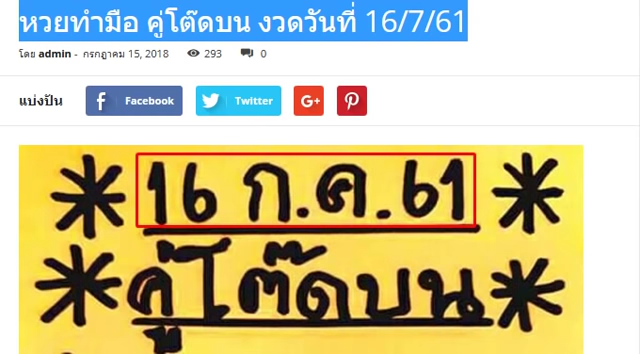 หวยทำมือ คู่โต๊ดบน งวดวันที่ 16/7/61
โดย admin - กรกฎาคม 15, 2018 293 0
แบ่งปัน Facebook Twitter G+
16 ก.ค.61
คู่โต๊ดบน